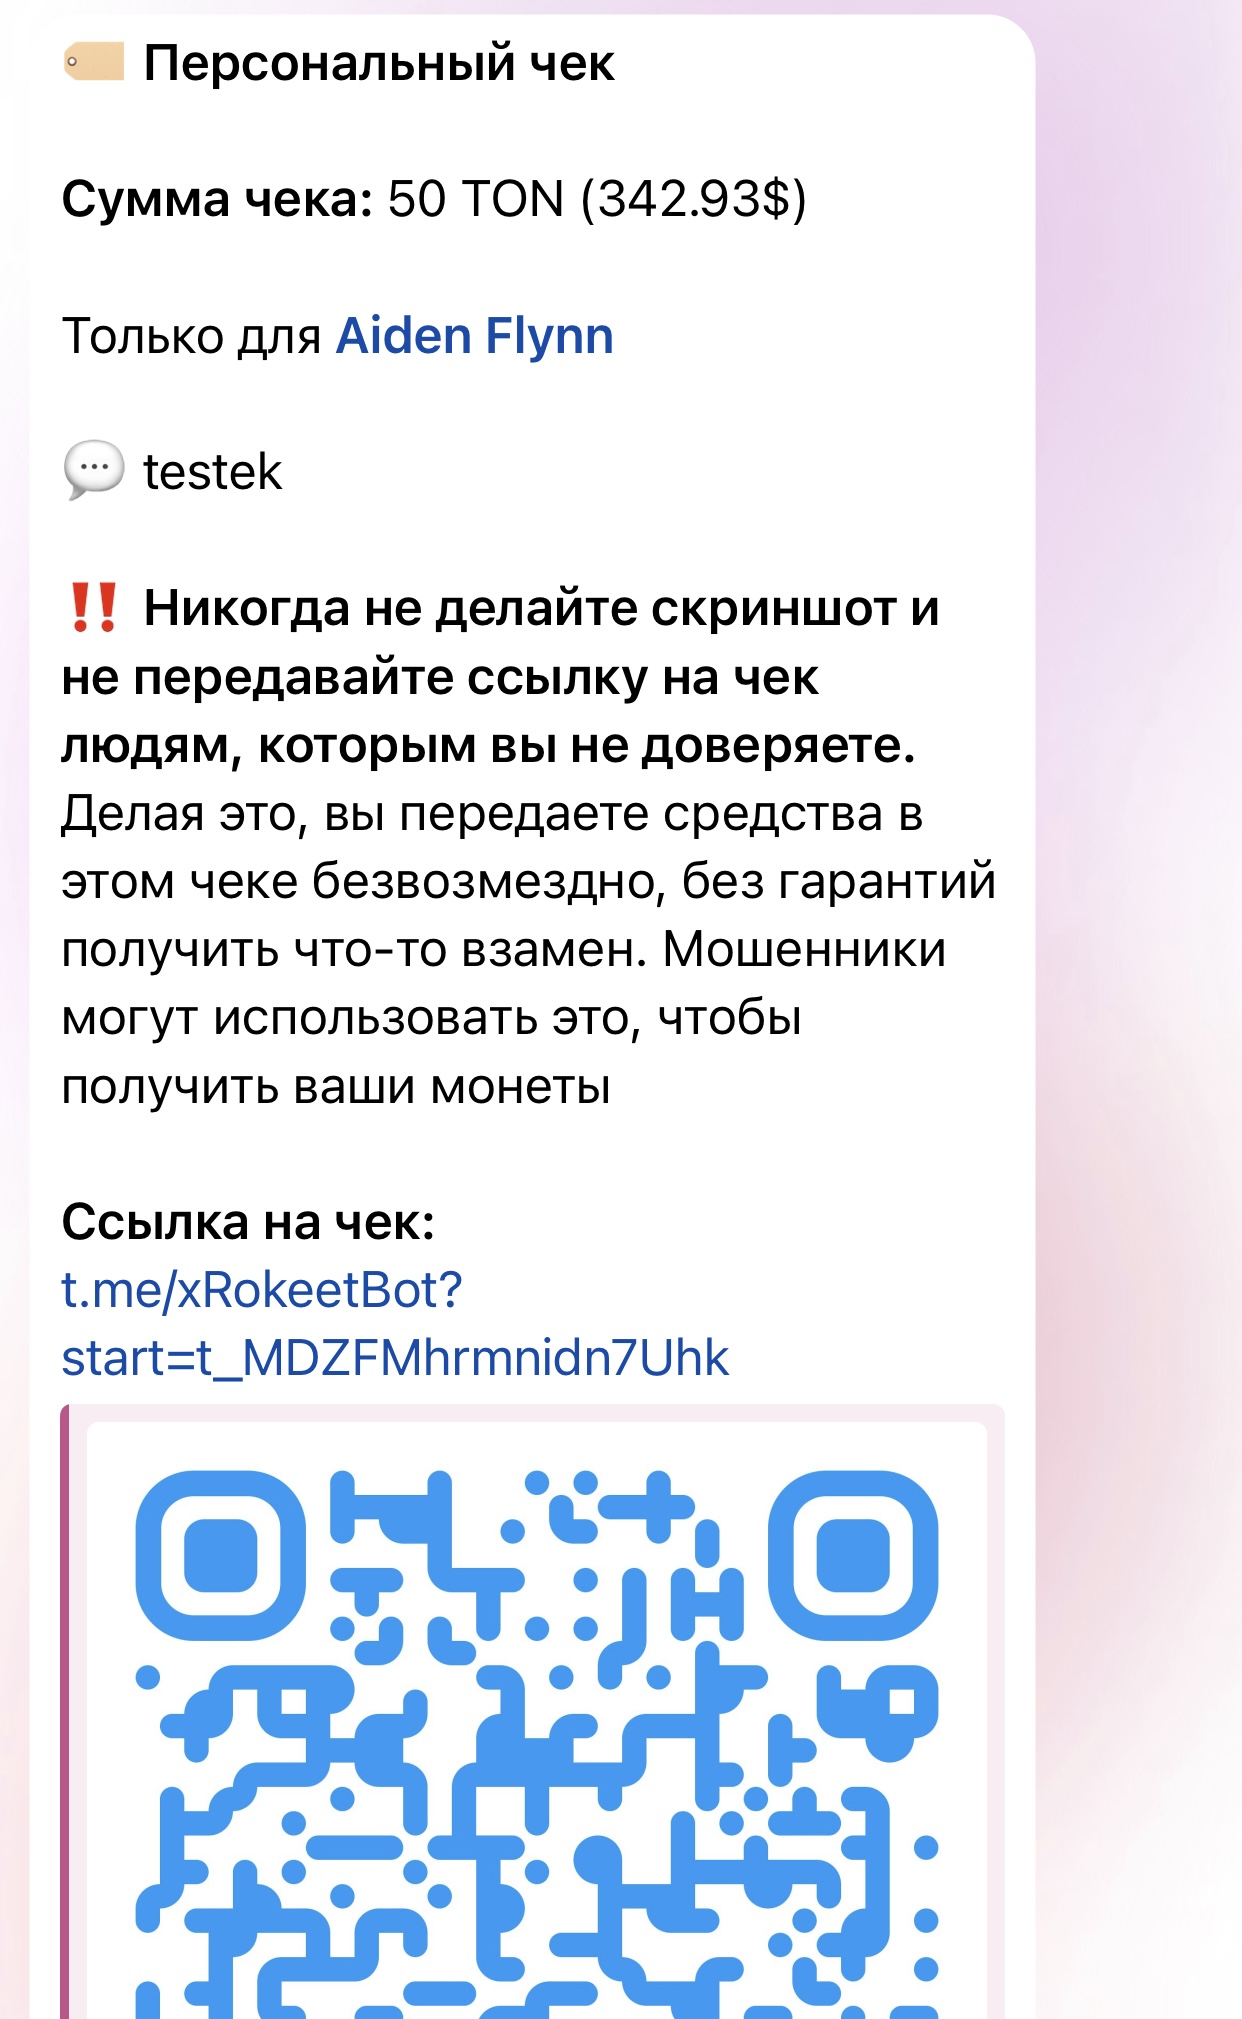 Персональный чек
Сумма чека: 50 TON (342.93$)
Только для Aiden Flynn
testek
‼️ Никогда не делайте скриншот и
не передавайте ссылку на чек
людям, которым вы не доверяете.
Делая это, вы передаете средства в
этом чеке безвозмездно, без гарантий
получить что-то взамен. Мошенники
могут использовать это, чтобы
получить ваши монеты
Ссылка на чек:
t.me/xRokeetBot?
start=t_MDZFMhrmnidn7Uhk